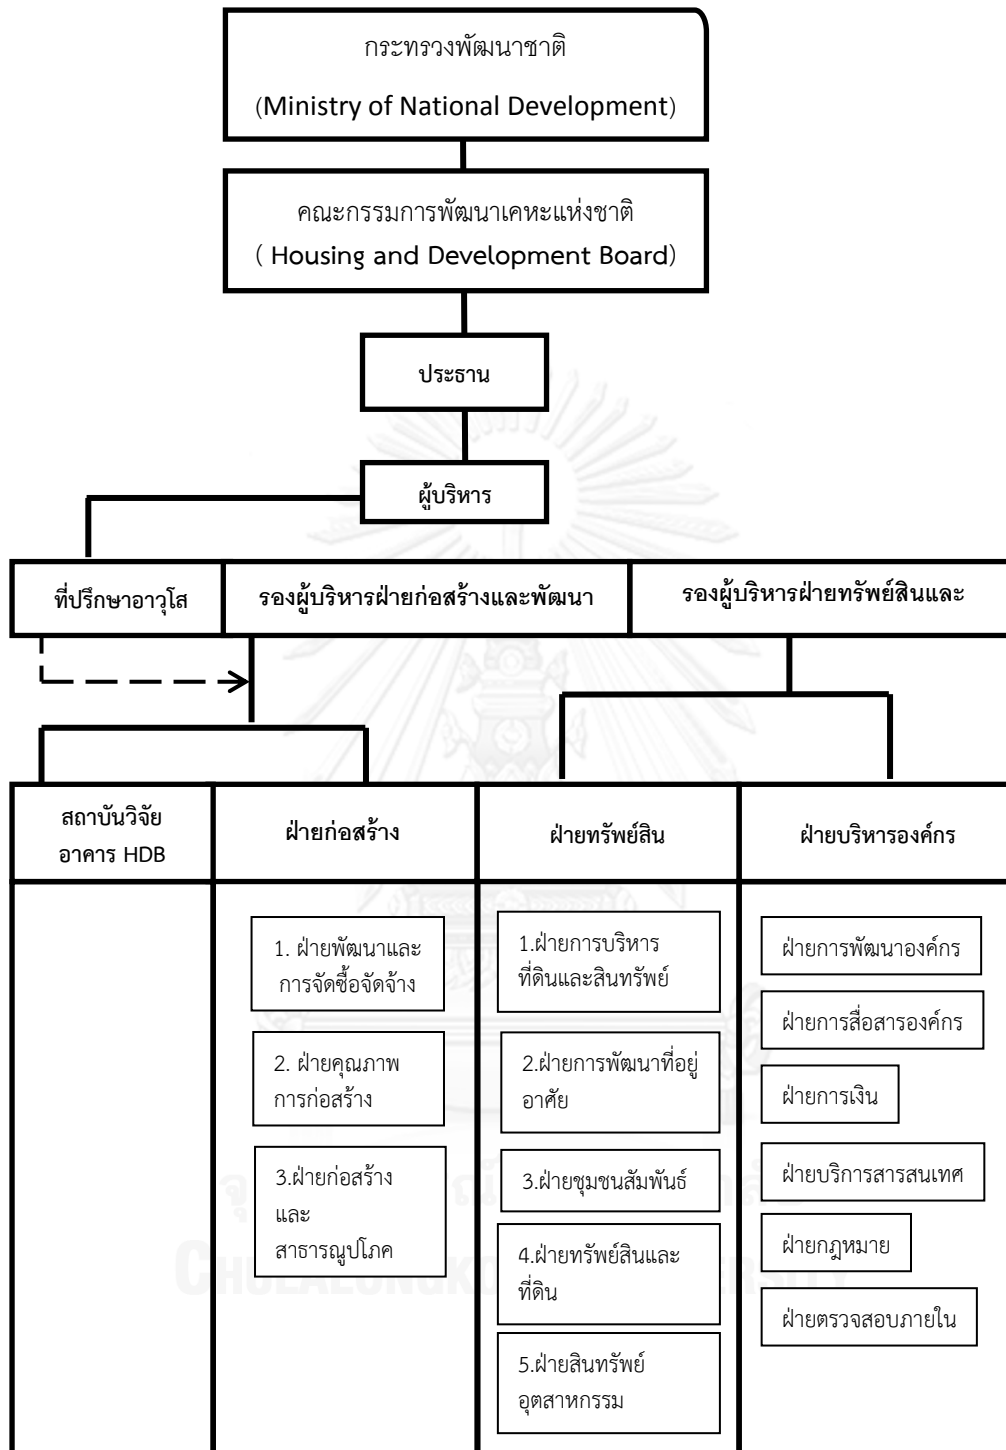 กระทรวงพัฒนาชาติ
(Ministry of National Development)
คณะกรรมการพัฒนาเคหะแห่งชาติ
( Housing and Development Board)
ประธาน
ผู้บริหาร
ที่ปรึกษาอาวุโส
รองผู้บริหารฝ่ายก่อสร้างและพัฒนา
รองผู้บริหารฝ่ายทรัพย์สินและ
สถาบันวิจัย
อาคาร HDB
ฝ่ายก่อสร้าง
ฝ่ายทรัพย์สิน
ฝ่ายบริหารองค์กร
1. ฝ่ายพัฒนาและ
การจัดซื้อจัดจ้าง
2. ฝ่ายคุณภาพ
การก่อสร้าง
3.ฝ่ายก่อสร้าง
และ
สาธารณูปโภค
1.ฝ่ายการบริหาร
ที่ดินและสินทรัพย์
2.ฝ่ายการพัฒนาที่อยู่
อาศัย
3.ฝ่ายชุมชนสัมพันธ์
4.ฝ่ายทรัพย์สินและ
ที่ดิน
5.ฝ่ายสินทรัพย์
อุตสาหกรรม
ฝ่ายการพัฒนาองค์กร
ฝ่ายการสื่อสารองค์กร
ฝ่ายการเงิน
ฝ่ายบริการสารสนเทศ
ฝ่ายกฎหมาย
ฝ่ายตรวจสอบภายใน